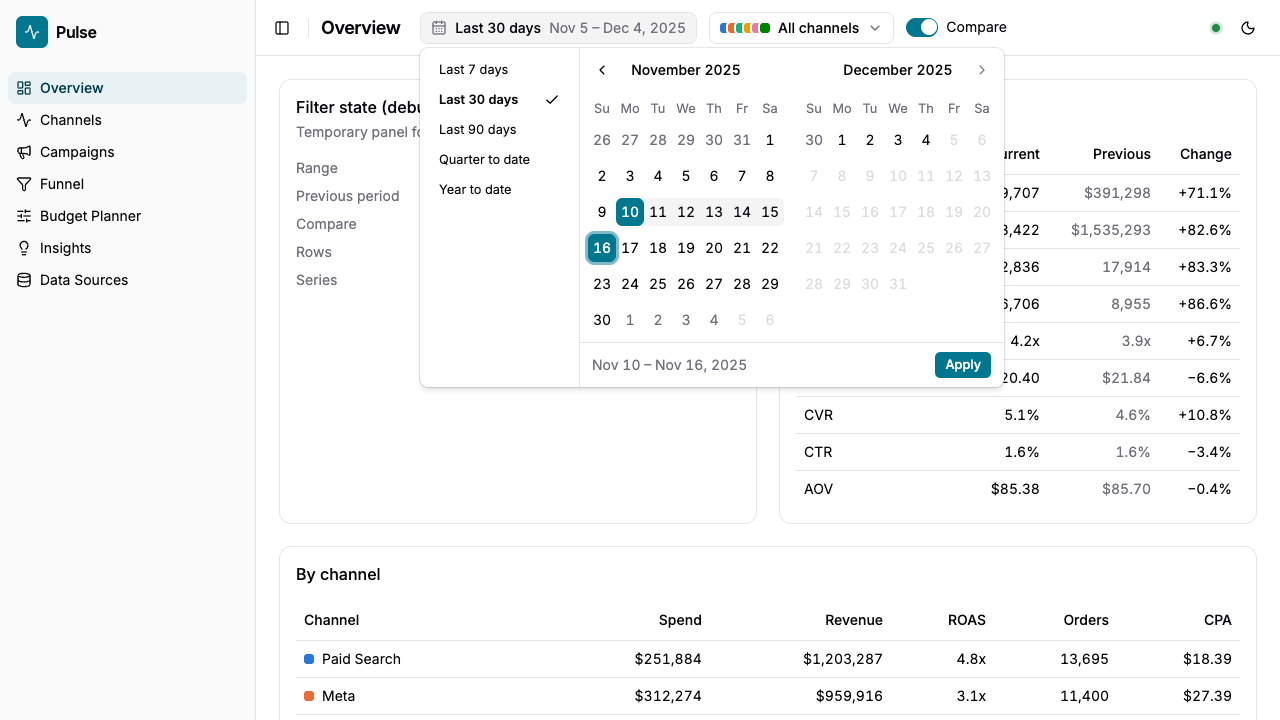 Pulse
Overview
Channels
Campaigns
Funnel
Budget Planner
Insights
Data Sources
Overview
Last 30 days Nov 5 – Dec 4, 2025
All channels
Compare
Last 7 days
Last 30 days
Last 90 days
Quarter to date
Year to date
November 2025
Su Mo Tu We Th Fr Sa
26 27 28 29 30 31 1
2 3 4 5 6 7 8
9 10 11 12 13 14 15
16 17 18 19 20 21 22
23 24 25 26 27 28 29
30 1 2 3 4 5 6
December 2025
Su Mo Tu We Th Fr Sa
30 1 2 3 4 5 6
7 8 9 10 11 12 13
14 15 16 17 18 19 20
21 22 23 24 25 26 27
28 29 30 31
Nov 10 – Nov 16, 2025
Apply
Filter state
Temporary panel
Range
Previous period
Compare
Rows
Series
Previous Change
$391,298 +71.1%
$1,535,293 +82.6%
17,914 +83.3%
8,955 +86.6%
4.2x 3.9x +6.7%
$21.84 −6.6%
CVR 5.1% 4.6% +10.8%
CTR 1.6% 1.6% −3.4%
AOV $85.38 $85.70 −0.4%
By channel
Channel Spend Revenue ROAS Orders CPA
Paid Search $251,884 $1,203,287 4.8x 13,695 $18.39
Meta $312,274 $959,916 3.1x 11,400 $27.39